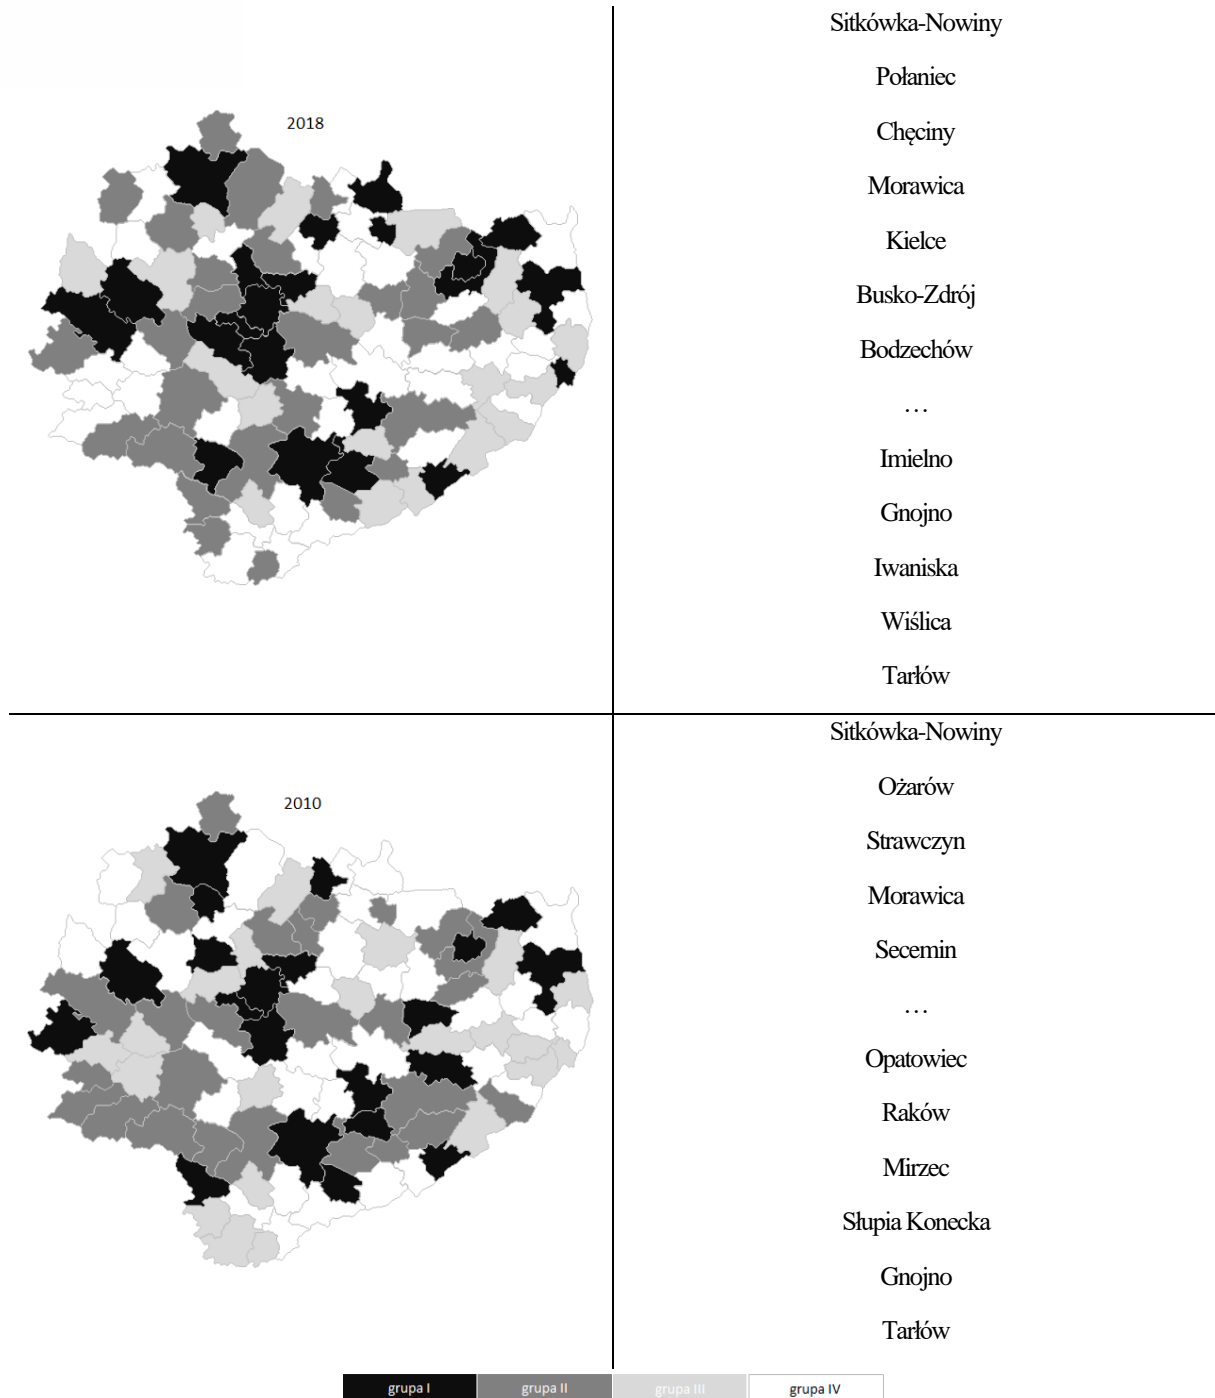 2018
Sitkówka-Nowiny
Połaniec
Chęciny
Morawica
Kielce
Busko-Zdrój
Bodzechów
…
Imielno
Gnojno
Iwaniska
Wiślica
Tarłów
2010
Sitkówka-Nowiny
Ożarów
Strawczyn
Morawica
Secemin
…
Opatowiec
Raków
Mirzec
Słupia Konecka
Gnojno
Tarłów
grupa I grupa II grupa III grupa IV